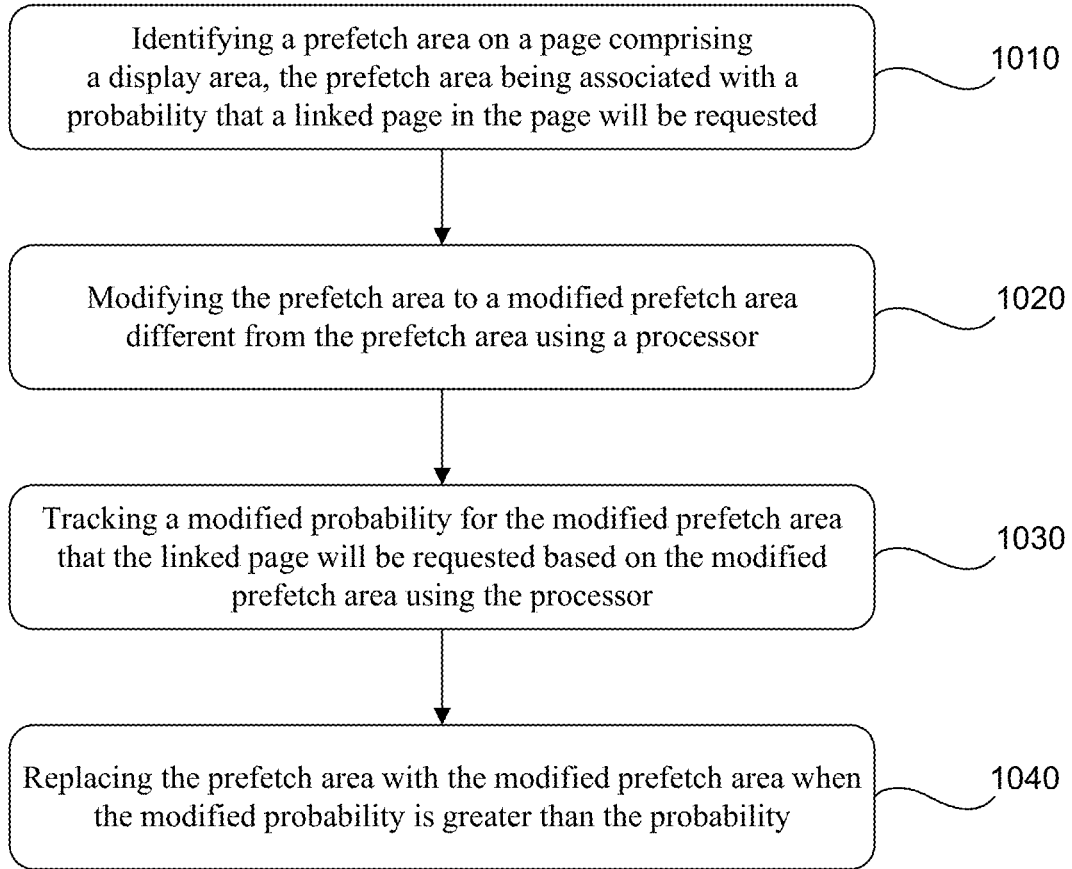 Identifying a prefetch area on a page comprising
a display area, the prefetch area being associated with a
probability that a linked page in the page will be requested
1010
Modifying the prefetch area to a modified prefetch area
different from the prefetch area using a processor
1020
Tracking a modified probability for the modified prefetch area
that the linked page will be requested based on the modified
prefetch area using the processor
1030
Replacing the prefetch area with the modified prefetch area when
the modified probability is greater than the probability
1040